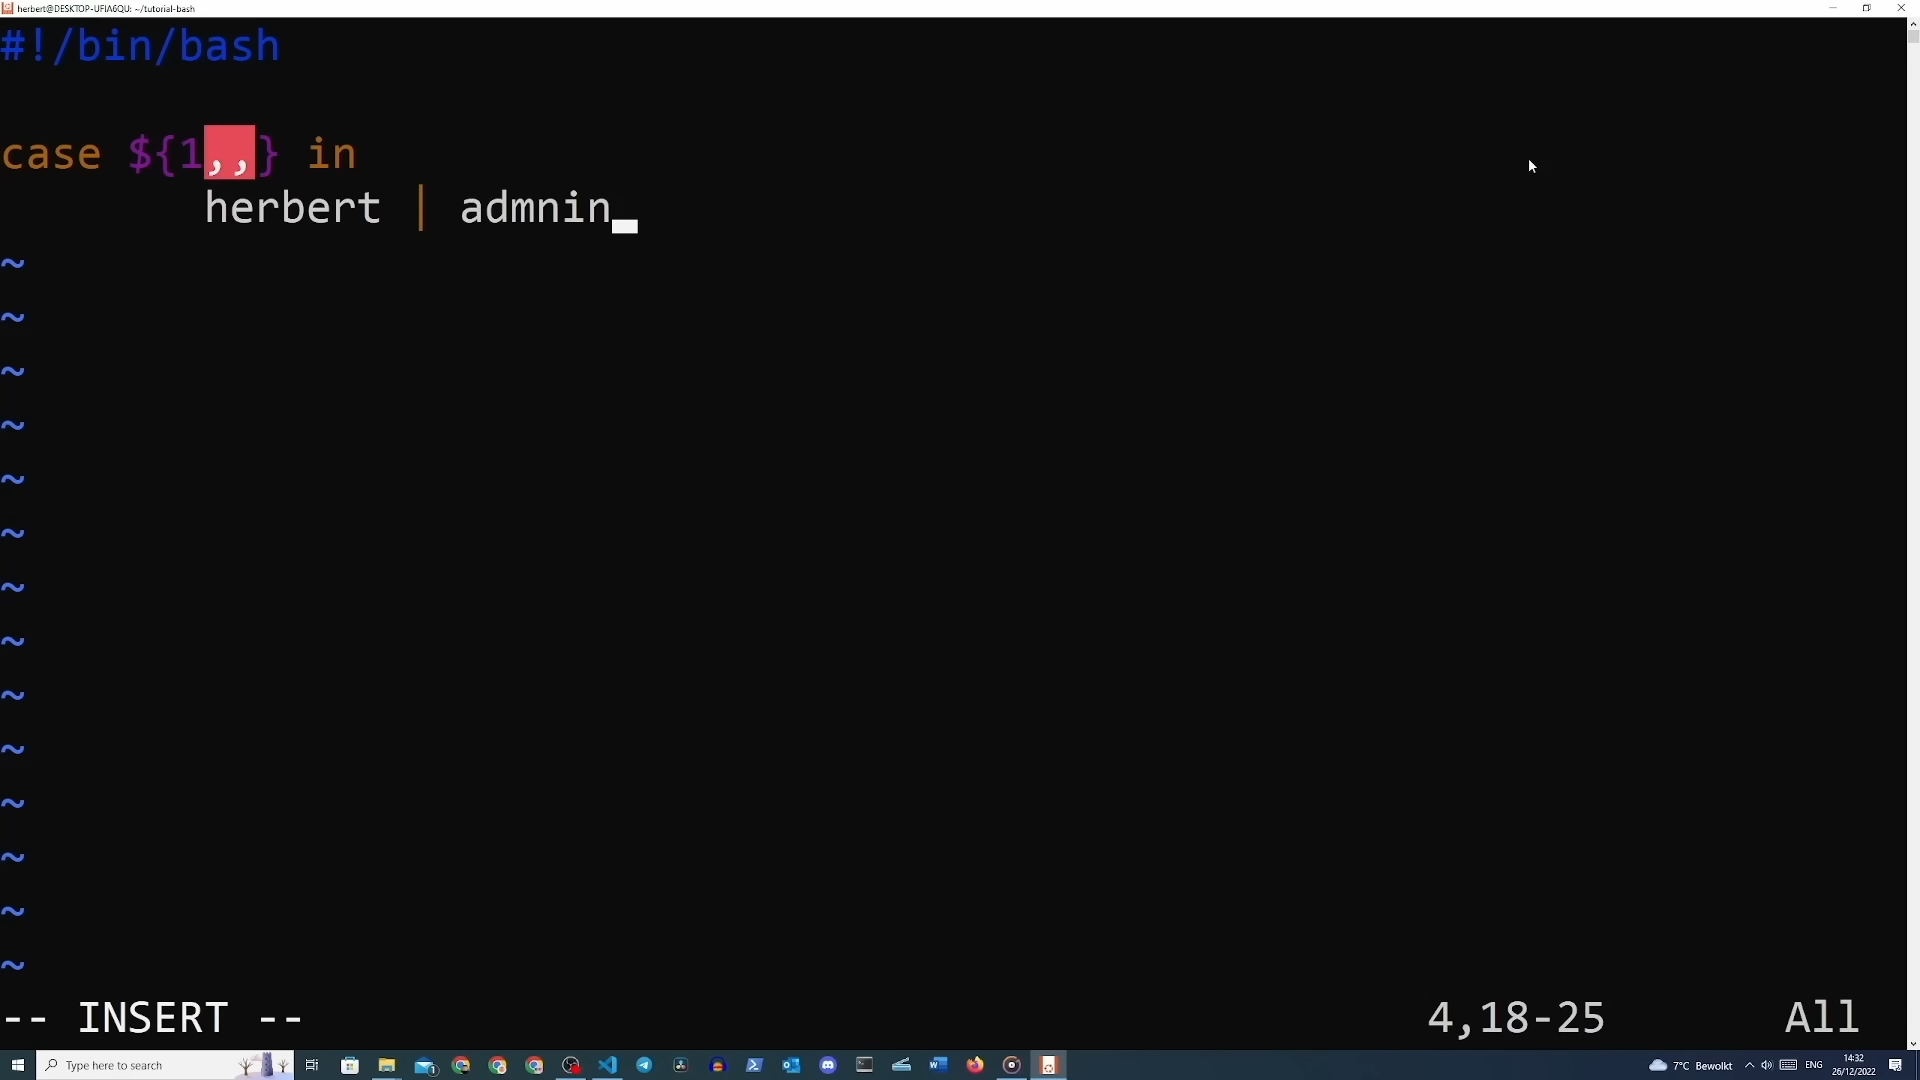 herbert@DESKTOP-UFIA6QU: ~/tutorial-bash
#!/bin/bash
case ${1,,} in
herbert | admnin
~
~
~
~
~
~
~
~
~
~
~
~
~
~
-- INSERT --
4,18-25
All
Type here to search
1
7°C Bewolkt
ENG
14:32
26/12/2022